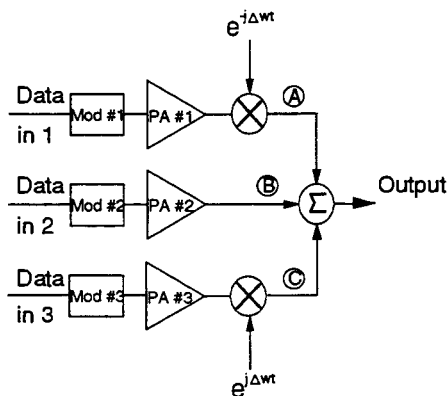 e^-jΔwt
Data
in 1
Mod #1
PA #1
A
Data
in 2
Mod #2
PA #2
B
Σ
Output
Data
in 3
Mod #3
PA #3
C
e^jΔwt